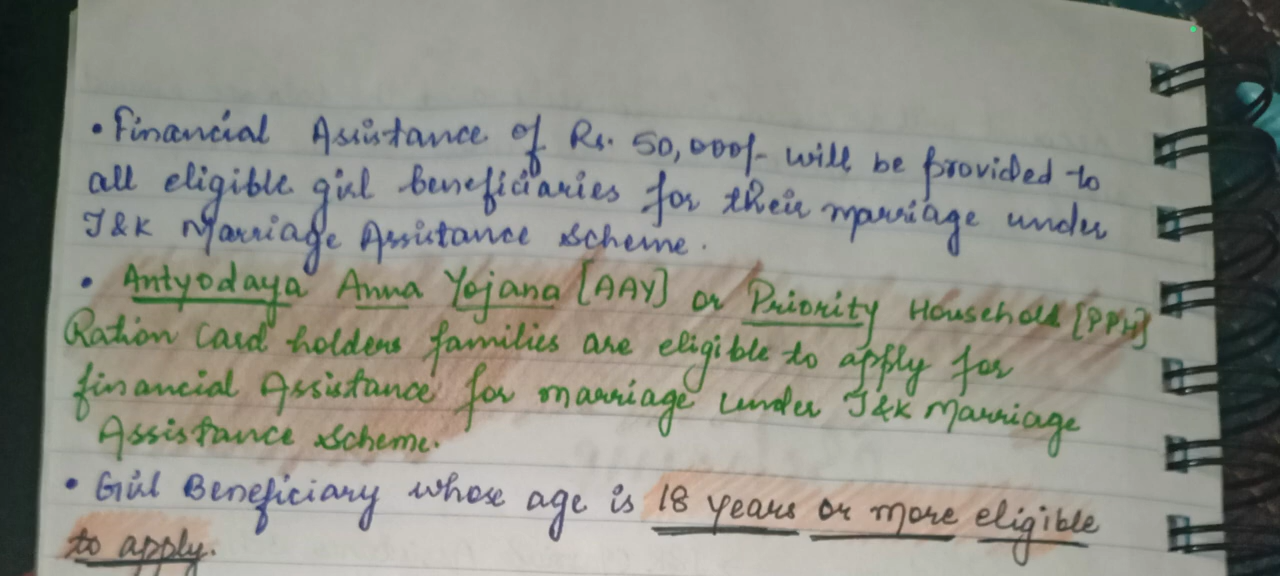 • Financial Assistance of Rs. 50,000/- will be provided to
all eligible girl beneficiaries for their marriage under
J&K Marriage Assistance Scheme.
• Antyodaya Anna Yojana [AAY] or Priority Household [PPH]
Ration Card holders families are eligible to apply for
financial Assistance for marriage under J&K Marriage
Assistance Scheme.
• Girl Beneficiary whose age is 18 years or more eligible
to apply.